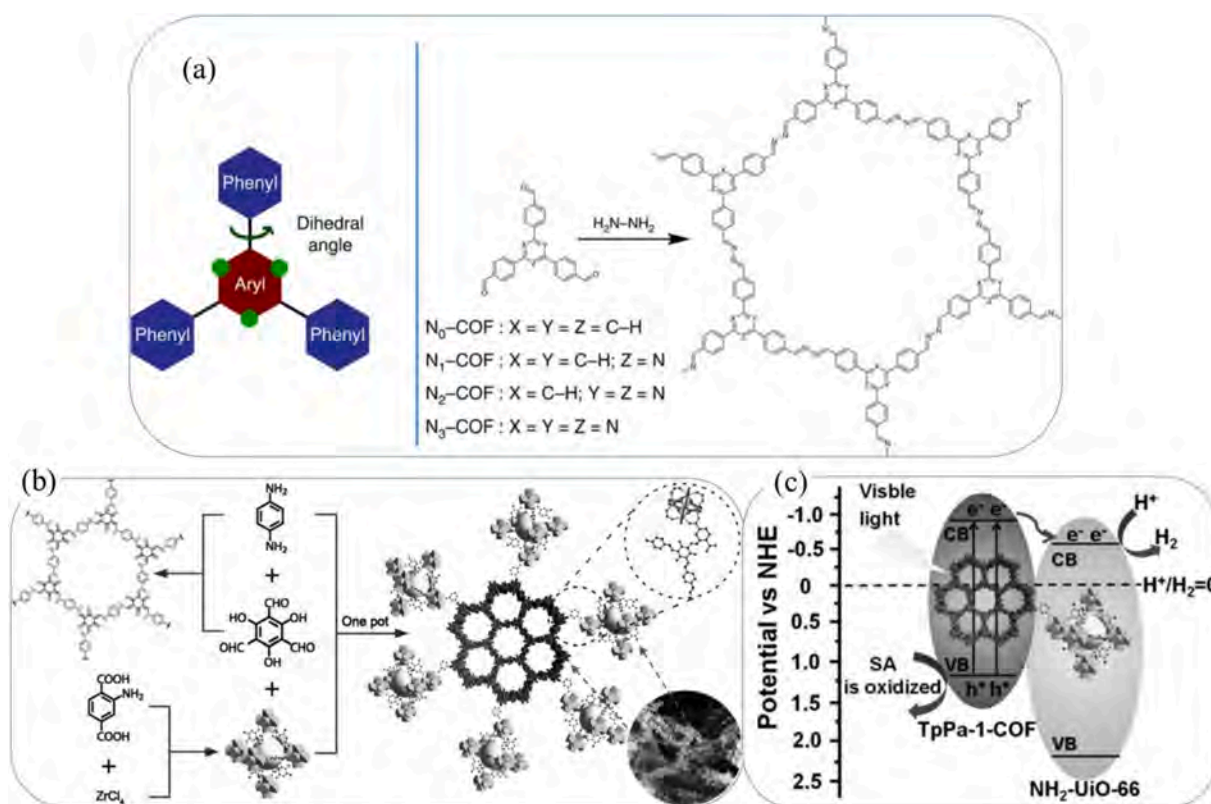 (a)
Phenyl
Dihedral
angle
Aryl
Phenyl
Phenyl
H₂N–NH₂
N₀–COF : X = Y = Z = C–H
N₁–COF : X = Y = C–H; Z = N
N₂–COF : X = C–H; Y = Z = N
N₃–COF : X = Y = Z = N
(b)
NH₂
NH₂
+
CHO
HO
OH
OHC
CHO
OH
One pot
COOH
NH₂
COOH
+
+
ZrCl₄
(c)
Potential vs NHE
-1.0
-0.5
0
0.5
1.0
1.5
2.0
2.5
Visble
light
e⁻ e⁻
CB
VB
h⁺ h⁺
SA
is oxidized
TpPa-1-COF
e⁻ e⁻
CB
H⁺
H₂
H⁺/H₂=0
VB
NH₂-UiO-66